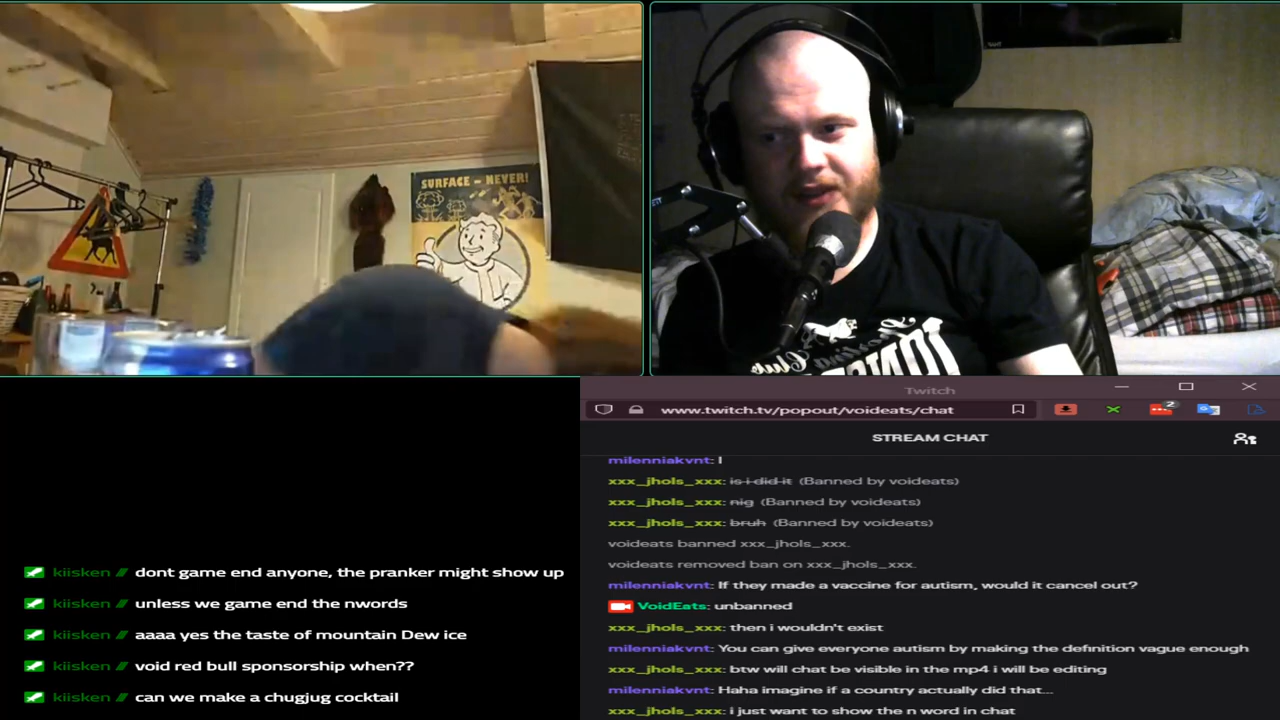 SURFACE - NEVER!
Twitch
www.twitch.tv/popout/voideats/chat
2
STREAM CHAT
milenniakvnt: I
xxx_jhols_xxx: is i did it (Banned by voideats)
xxx_jhols_xxx: nig (Banned by voideats)
xxx_jhols_xxx: bruh (Banned by voideats)
voideats banned xxx_jhols_xxx.
voideats removed ban on xxx_jhols_xxx.
milenniakvnt: If they made a vaccine for autism, would it cancel out?
VoidEats: unbanned
xxx_jhols_xxx: then i wouldn't exist
milenniakvnt: You can give everyone autism by making the definition vague enough
xxx_jhols_xxx: btw will chat be visible in the mp4 i will be editing
milenniakvnt: Haha imagine if a country actually did that...
xxx_jhols_xxx: i just want to show the n word in chat
kiisken // dont game end anyone, the pranker might show up
kiisken // unless we game end the nwords
kiisken // aaaa yes the taste of mountain Dew ice
kiisken // void red bull sponsorship when??
kiisken // can we make a chugjug cocktail